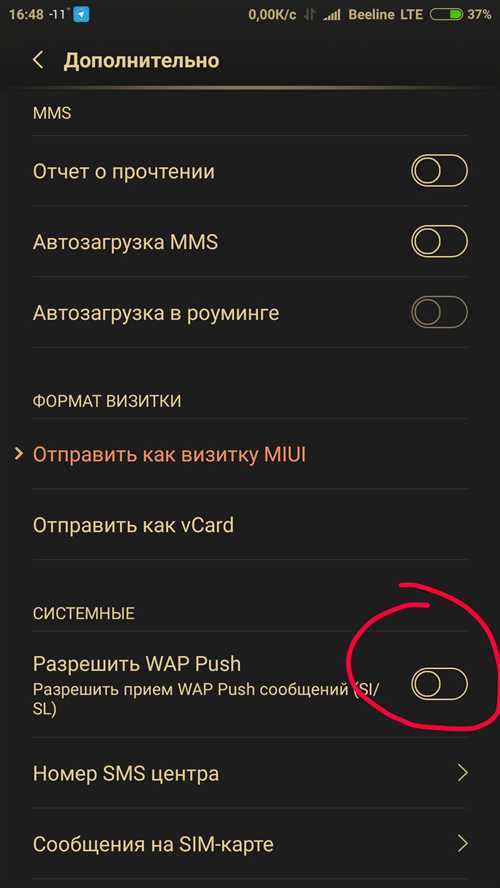 16:48 -11° 0,00K/c Beeline LTE 37%
Дополнительно
MMS
Отчет о прочтении
Автозагрузка MMS
Автозагрузка в роуминге
ФОРМАТ ВИЗИТКИ
Отправить как визитку MIUI
Отправить как vCard
СИСТЕМНЫЕ
Разрешить WAP Push
Разрешить прием WAP Push сообщений (SI/
SL)
Номер SMS центра
Сообщения на SIM-карте